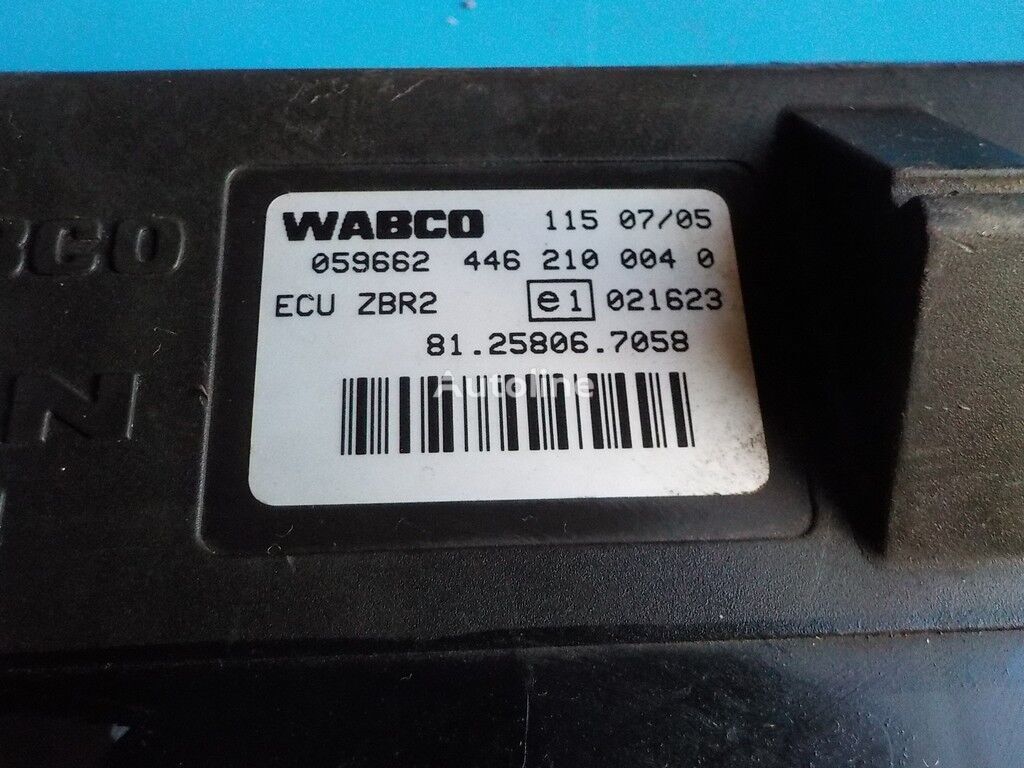 WABCO 115 07/05
059662 446 210 004 0
ECU ZBR2 e1 021623
81.25806.7058
Autoline